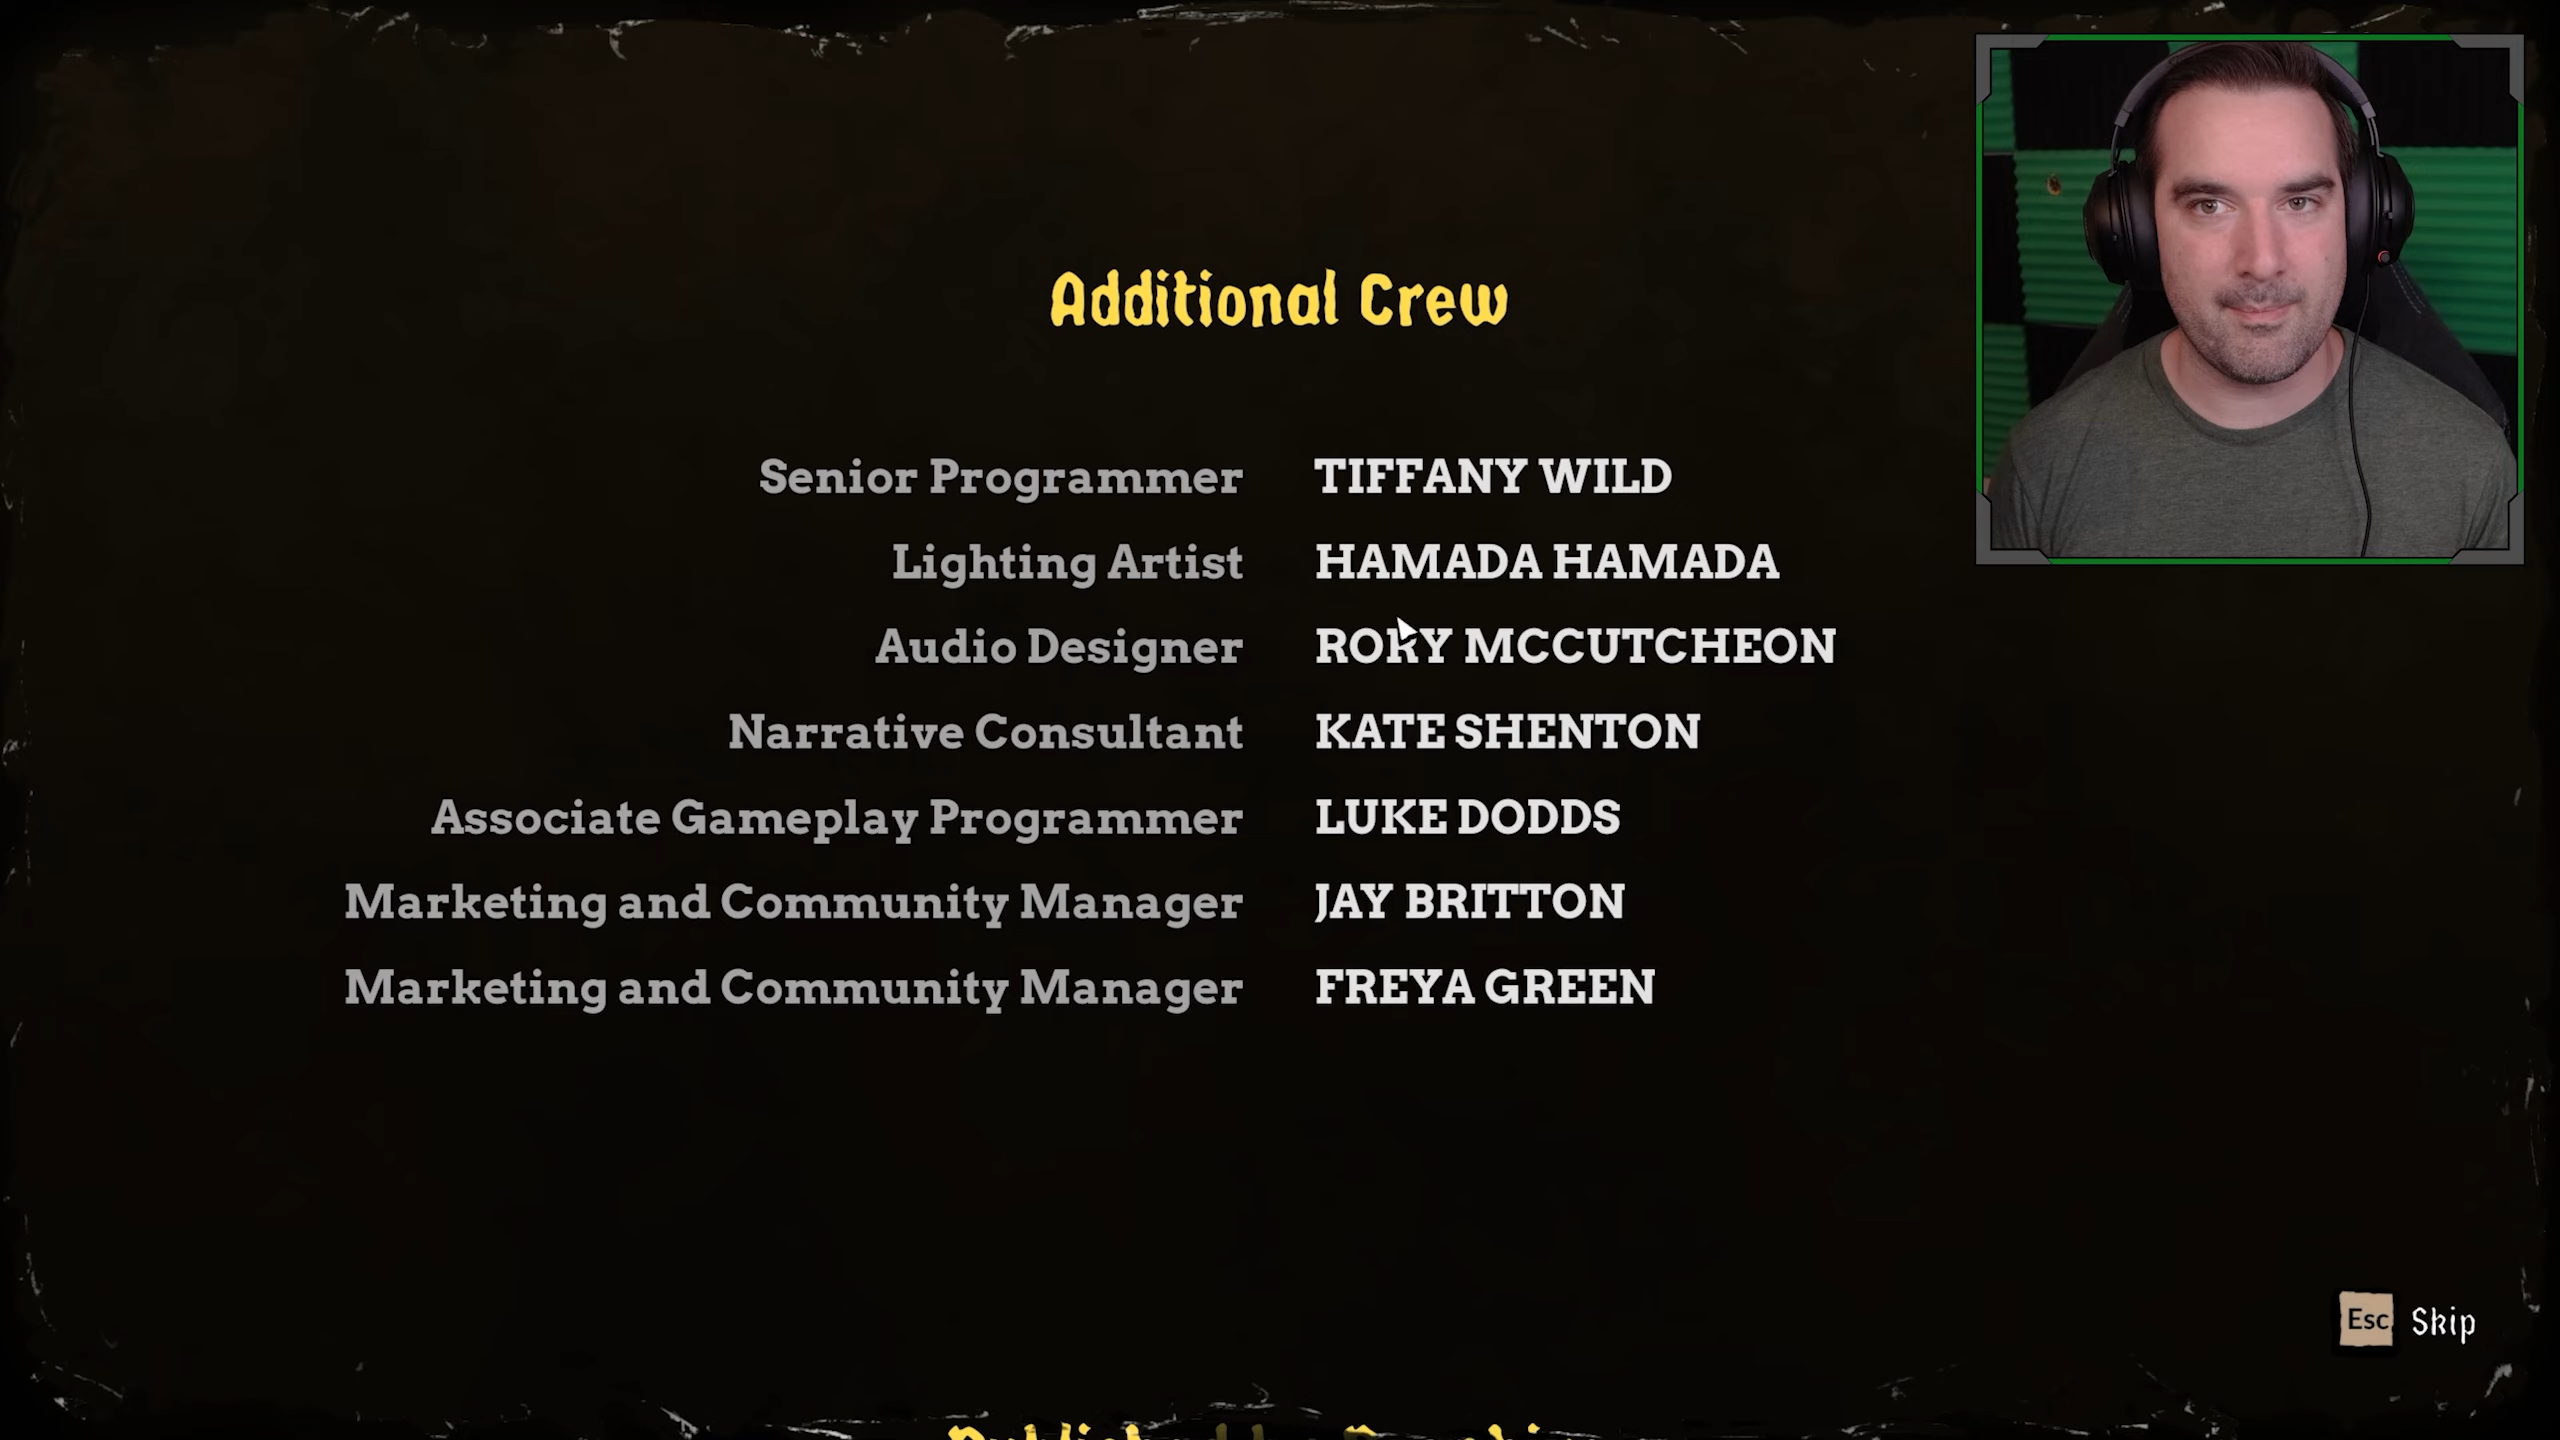 Additional Crew
Senior Programmer TIFFANY WILD
Lighting Artist HAMADA HAMADA
Audio Designer RORY MCCUTCHEON
Narrative Consultant KATE SHENTON
Associate Gameplay Programmer LUKE DODDS
Marketing and Community Manager JAY BRITTON
Marketing and Community Manager FREYA GREEN
Esc Skip